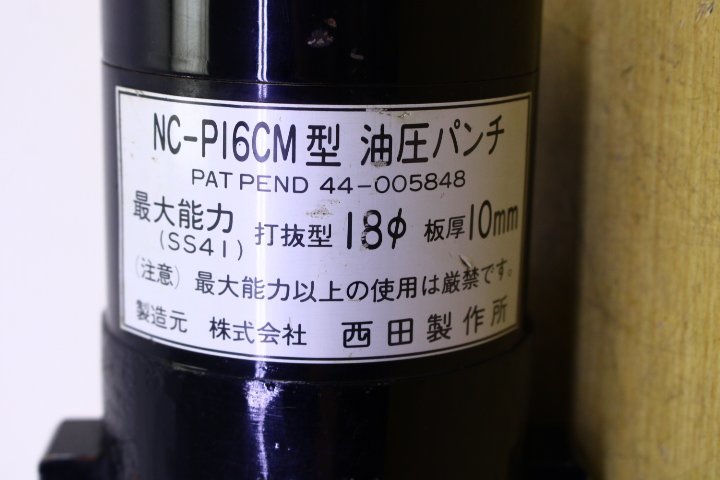 NC-P16CM型 油圧パンチ
PAT PEND 44-005848
最大能力 打抜型 18φ 板厚10mm
(SS41)
(注意) 最大能力以上の使用は厳禁です。
製造元 株式会社 西田製作所